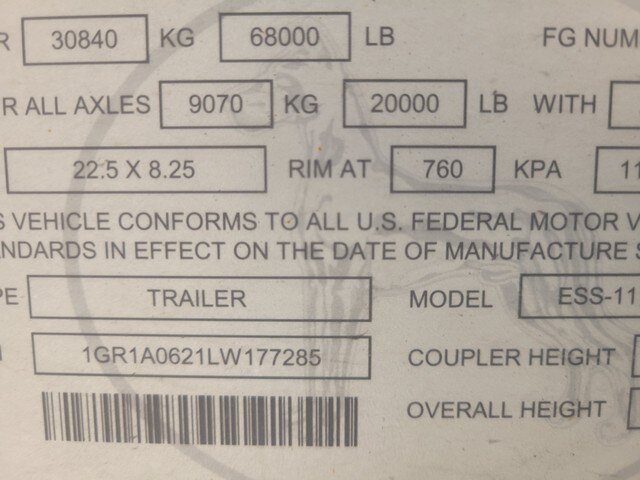 R 30840 KG 68000 LB FG NUM
R ALL AXLES 9070 KG 20000 LB WITH
22.5 X 8.25 RIM AT 760 KPA 11
S VEHICLE CONFORMS TO ALL U.S. FEDERAL MOTOR V
NDARDS IN EFFECT ON THE DATE OF MANUFACTURE S
PE TRAILER MODEL ESS-11
1GR1A0621LW177285 COUPLER HEIGHT
OVERALL HEIGHT